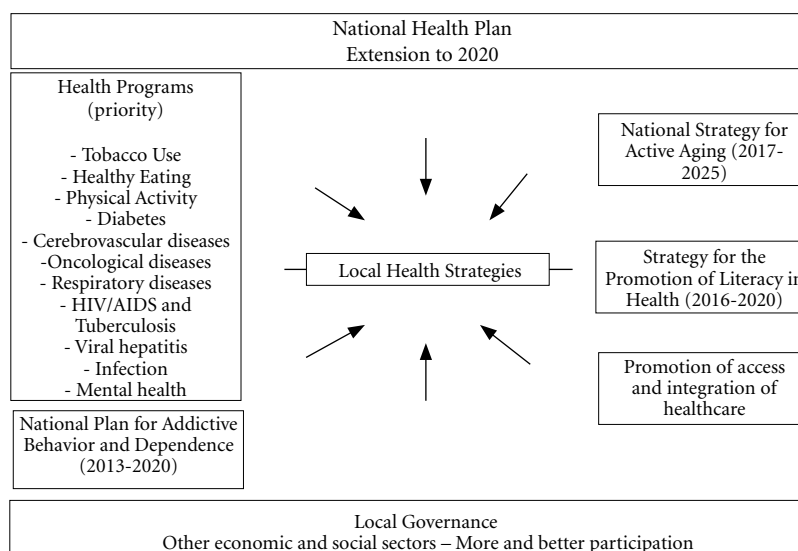 National Health Plan
Extension to 2020
Health Programs
(priority)
- Tobacco Use
- Healthy Eating
- Physical Activity
- Diabetes
- Cerebrovascular diseases
-Oncological diseases
- Respiratory diseases
- HIV/AIDS and
Tuberculosis
- Viral hepatitis
- Infection
- Mental health
National Plan for Addictive
Behavior and Dependence
(2013-2020)
Local Health Strategies
National Strategy for
Active Aging (2017-
2025)
Strategy for the
Promotion of Literacy in
Health (2016-2020)
Promotion of access
and integration of
healthcare
Local Governance
Other economic and social sectors – More and better participation